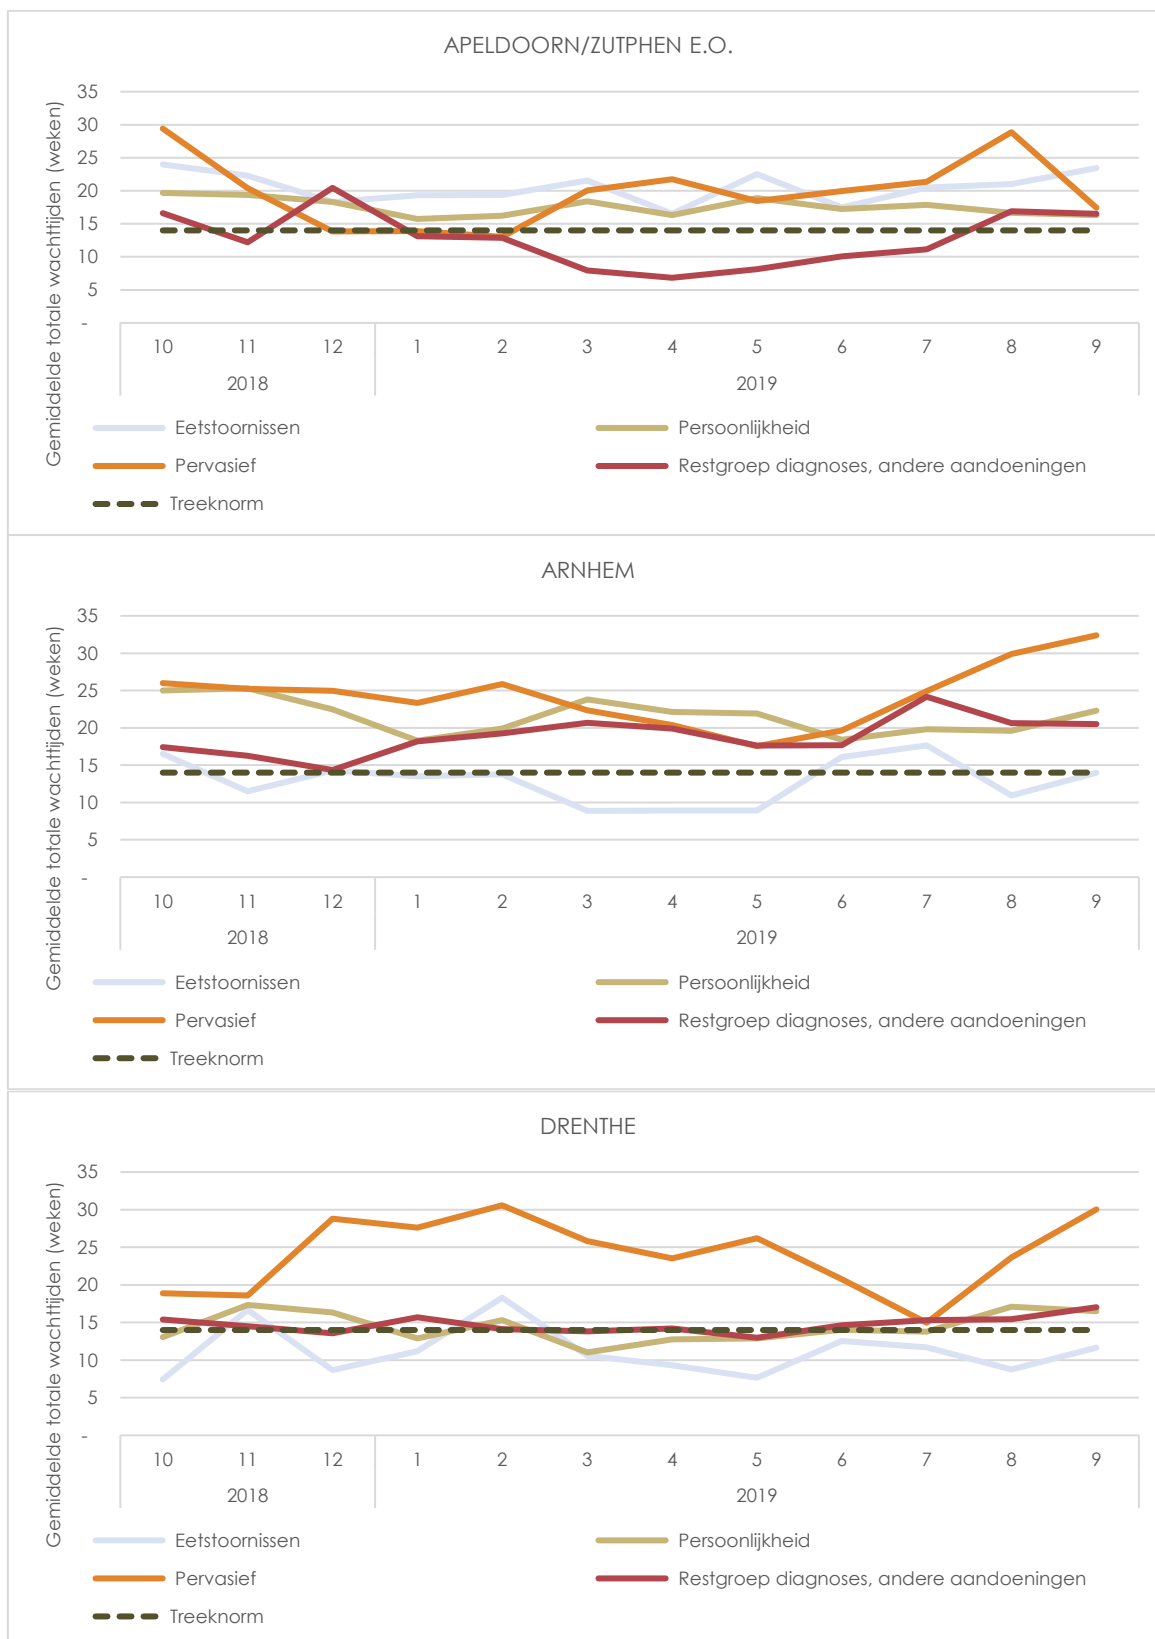 APELDOORN/ZUTPHEN E.O.
Gemiddelde totale wachttijden (weken)
35
30
25
20
15
10
5
-
10 11 12 1 2 3 4 5 6 7 8 9
2018 2019
Eetstoornissen Persoonlijkheid
Pervasief Restgroep diagnoses, andere aandoeningen
Treeknorm
ARNHEM
Gemiddelde totale wachttijden (weken)
35
30
25
20
15
10
5
-
10 11 12 1 2 3 4 5 6 7 8 9
2018 2019
Eetstoornissen Persoonlijkheid
Pervasief Restgroep diagnoses, andere aandoeningen
Treeknorm
DRENTHE
Gemiddelde totale wachttijden (weken)
35
30
25
20
15
10
5
-
10 11 12 1 2 3 4 5 6 7 8 9
2018 2019
Eetstoornissen Persoonlijkheid
Pervasief Restgroep diagnoses, andere aandoeningen
Treeknorm